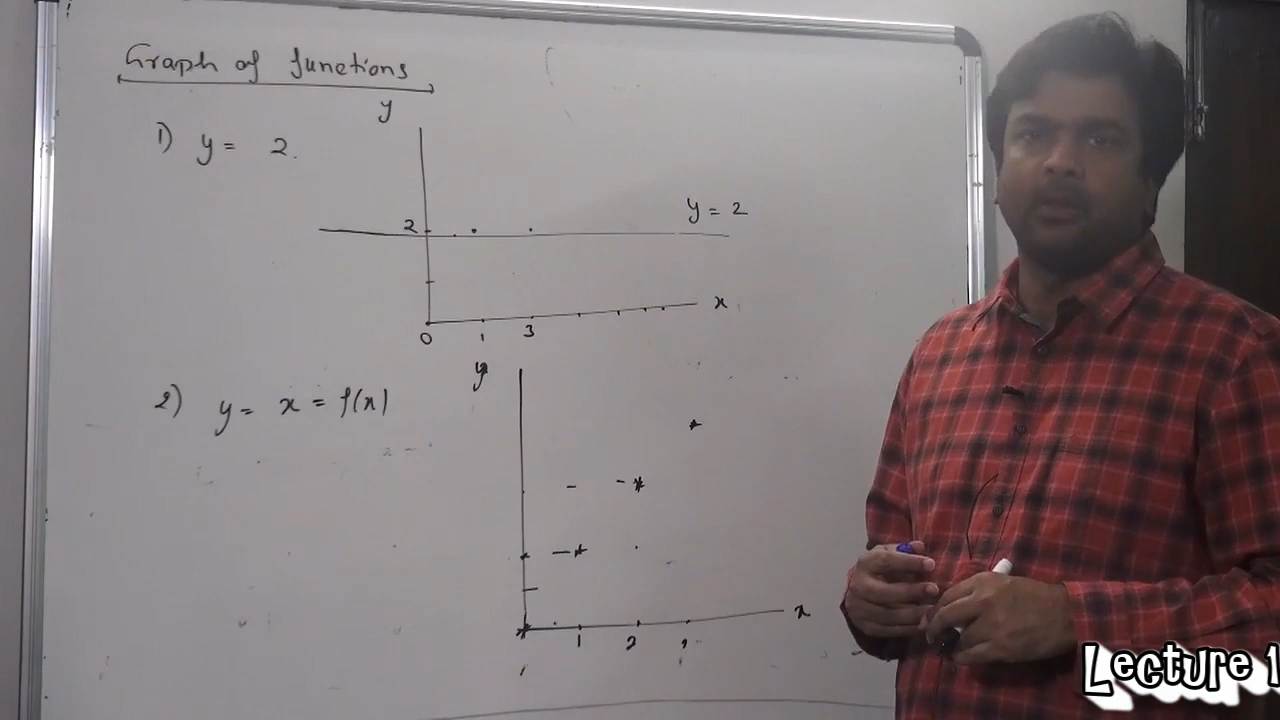 Graph of functions
y
1) y = 2.
y = 2
2
x
0 1 3
y
2) y = x = f(x)
x
1 2
Lecture 1